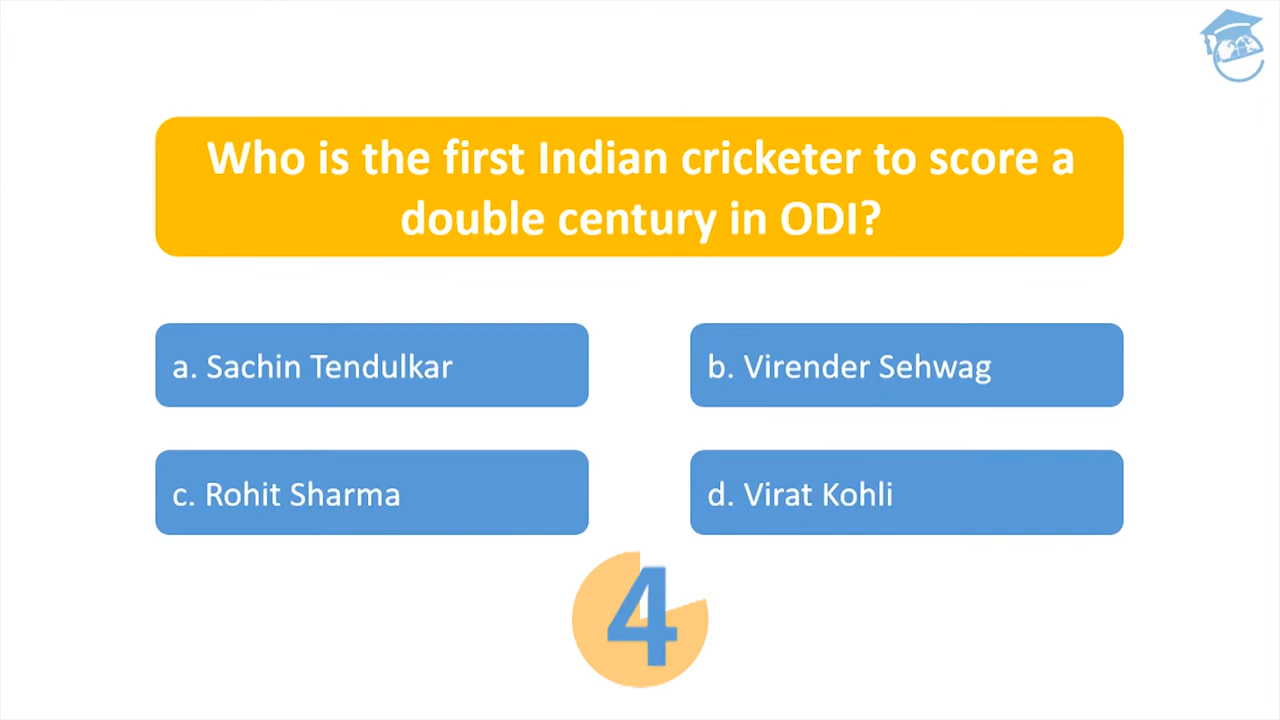 Who is the first Indian cricketer to score a
double century in ODI?
a. Sachin Tendulkar
b. Virender Sehwag
c. Rohit Sharma
d. Virat Kohli
4